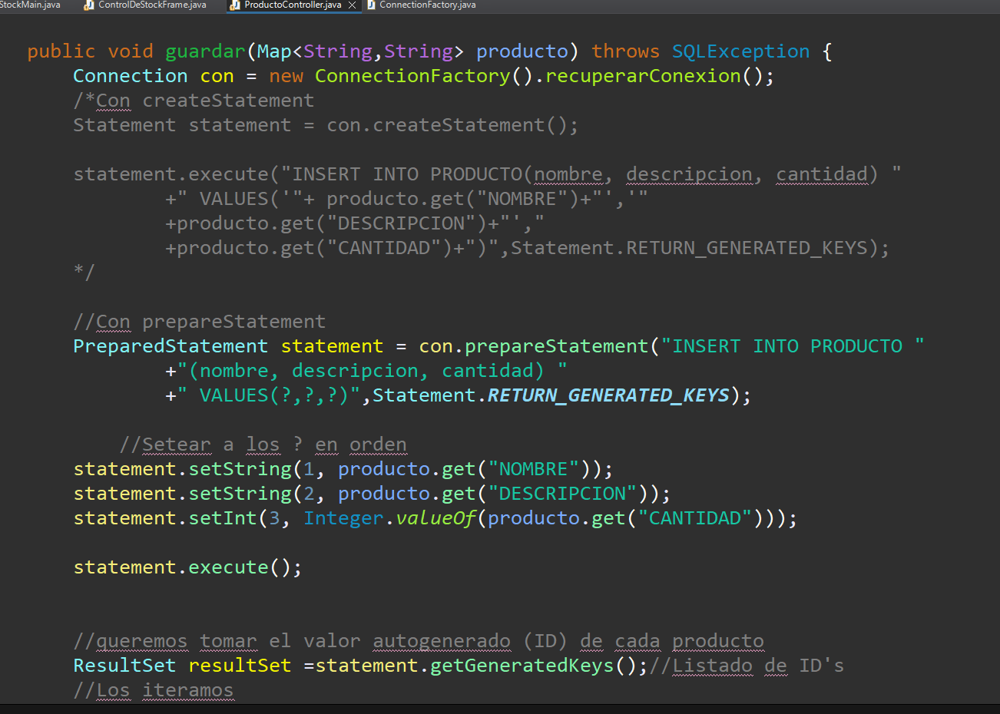 StockMain.java ControlDeStockFrame.java ProductoController.java ConnectionFactory.java
public void guardar(Map<String,String> producto) throws SQLException {
Connection con = new ConnectionFactory().recuperarConexion();
/*Con createStatement
Statement statement = con.createStatement();
statement.execute("INSERT INTO PRODUCTO(nombre, descripcion, cantidad) "
+" VALUES('"+ producto.get("NOMBRE")+"','"
+producto.get("DESCRIPCION")+"',"
+producto.get("CANTIDAD")+")",Statement.RETURN_GENERATED_KEYS);
*/
//Con prepareStatement
PreparedStatement statement = con.prepareStatement("INSERT INTO PRODUCTO "
+"(nombre, descripcion, cantidad) "
+" VALUES(?,?,?)",Statement.RETURN_GENERATED_KEYS);
//Setear a los ? en orden
statement.setString(1, producto.get("NOMBRE"));
statement.setString(2, producto.get("DESCRIPCION"));
statement.setInt(3, Integer.valueOf(producto.get("CANTIDAD")));
statement.execute();
//queremos tomar el valor autogenerado (ID) de cada producto
ResultSet resultSet =statement.getGeneratedKeys();//Listado de ID's
//Los iteramos